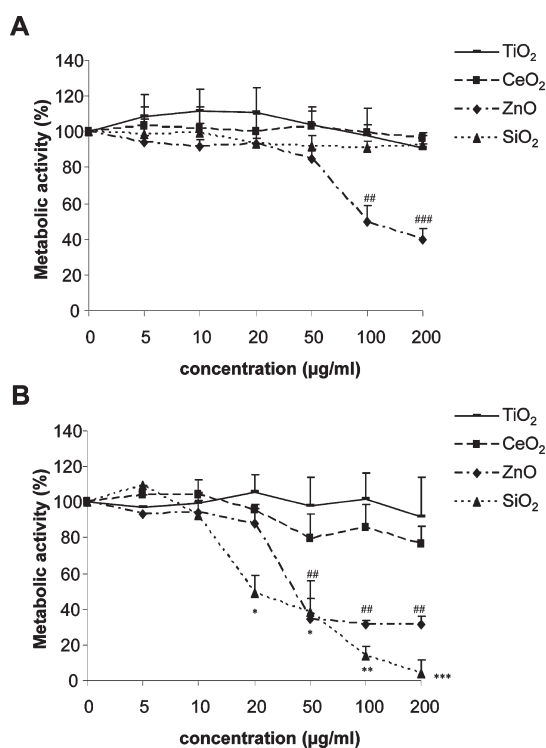 A
TiO2
CeO2
ZnO
SiO2
Metabolic activity (%)
140
120
100
80
60
40
20
0
##
###
0 5 10 20 50 100 200
concentration (µg/ml)
B
TiO2
CeO2
ZnO
SiO2
Metabolic activity (%)
140
120
100
80
60
40
20
0
## ## ##
* * ** ***
0 5 10 20 50 100 200
concentration (µg/ml)